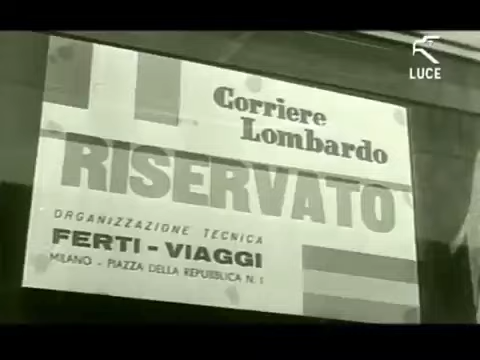 LUCE
Corriere
Lombardo
RISERVATO
ORGANIZZAZIONE TECNICA
FERTI - VIAGGI
MILANO - PIAZZA DELLA REPUBBLICA N. 1